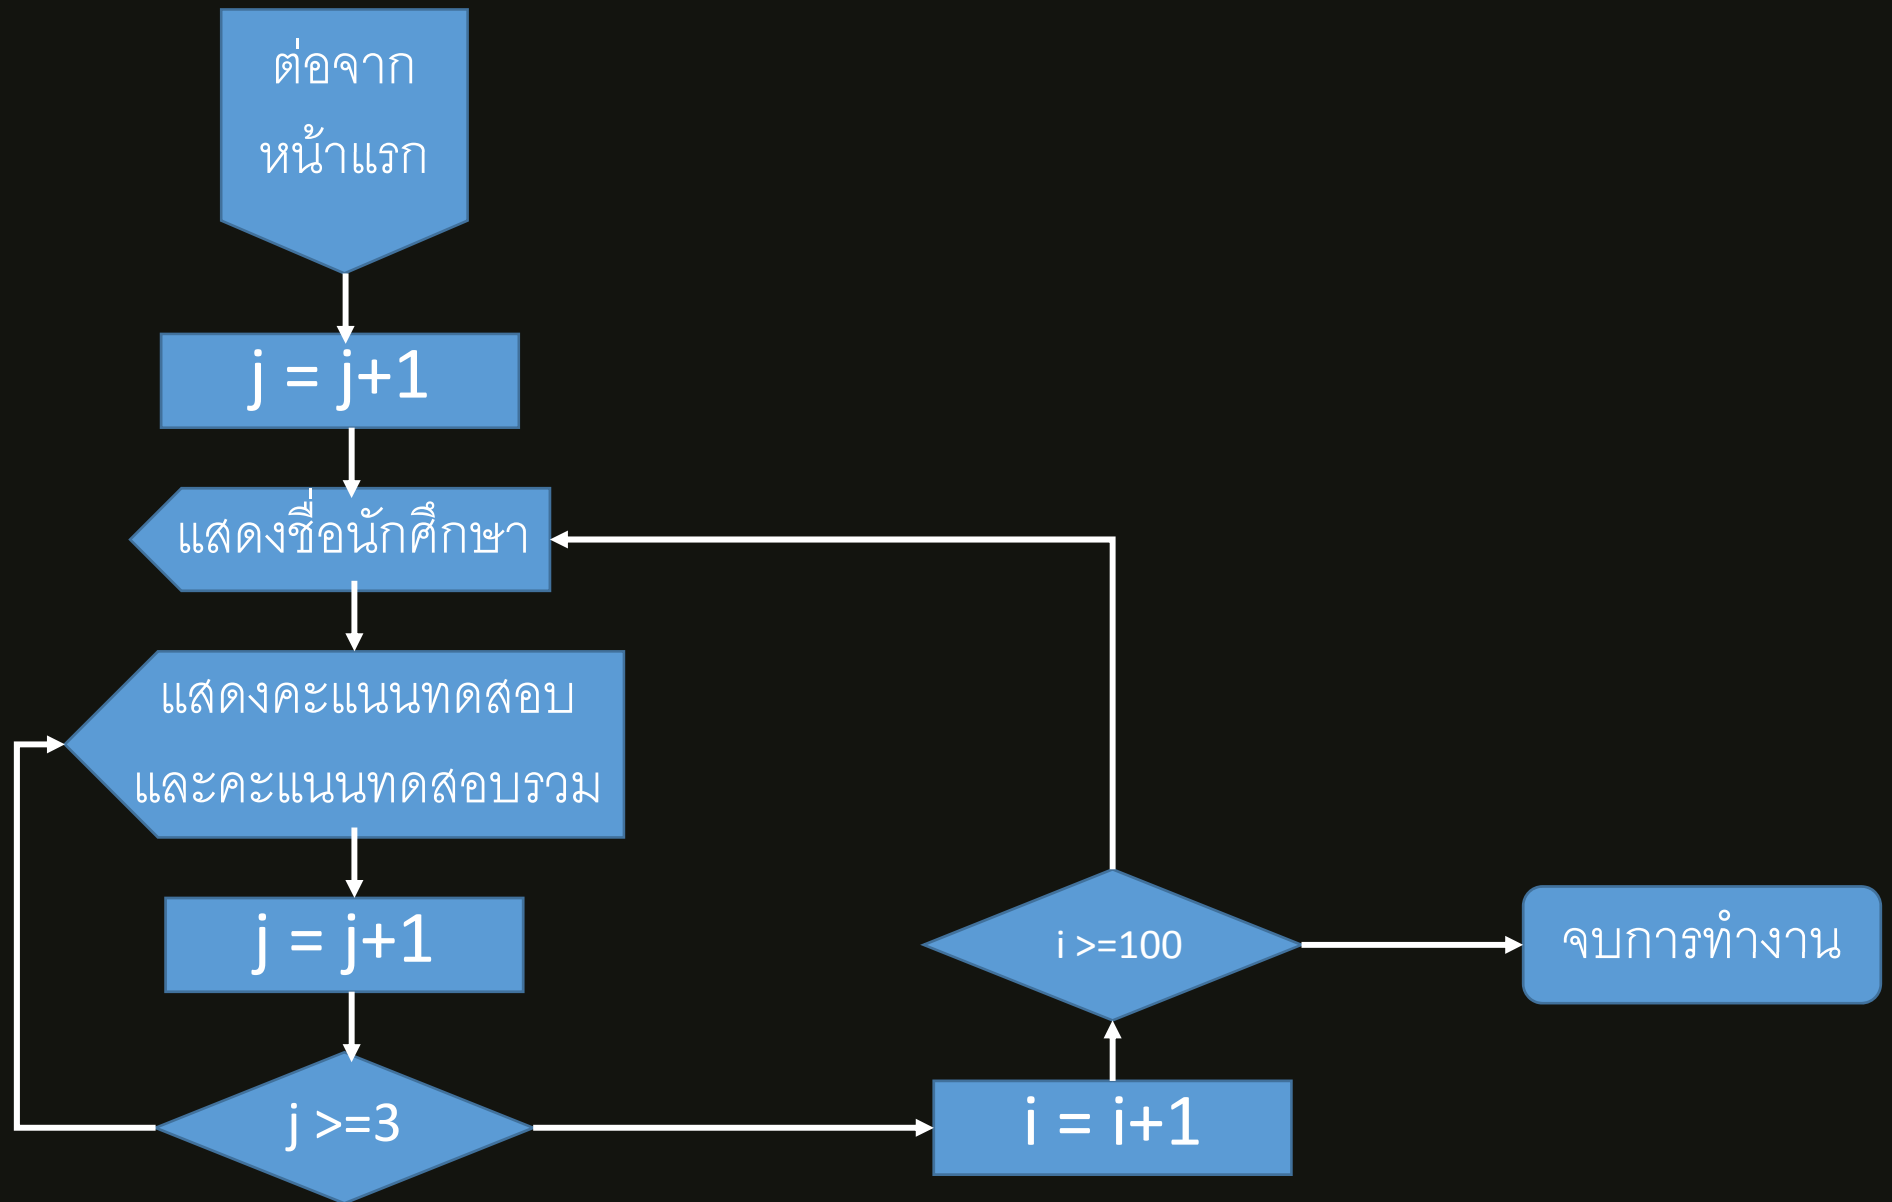 ต่อจาก
หน้าแรก
j = j+1
แสดงชื่อนักศึกษา
แสดงคะแนนทดสอบ
และคะแนนทดสอบรวม
j = j+1
j >=3
i = i+1
i >=100
จบการทำงาน